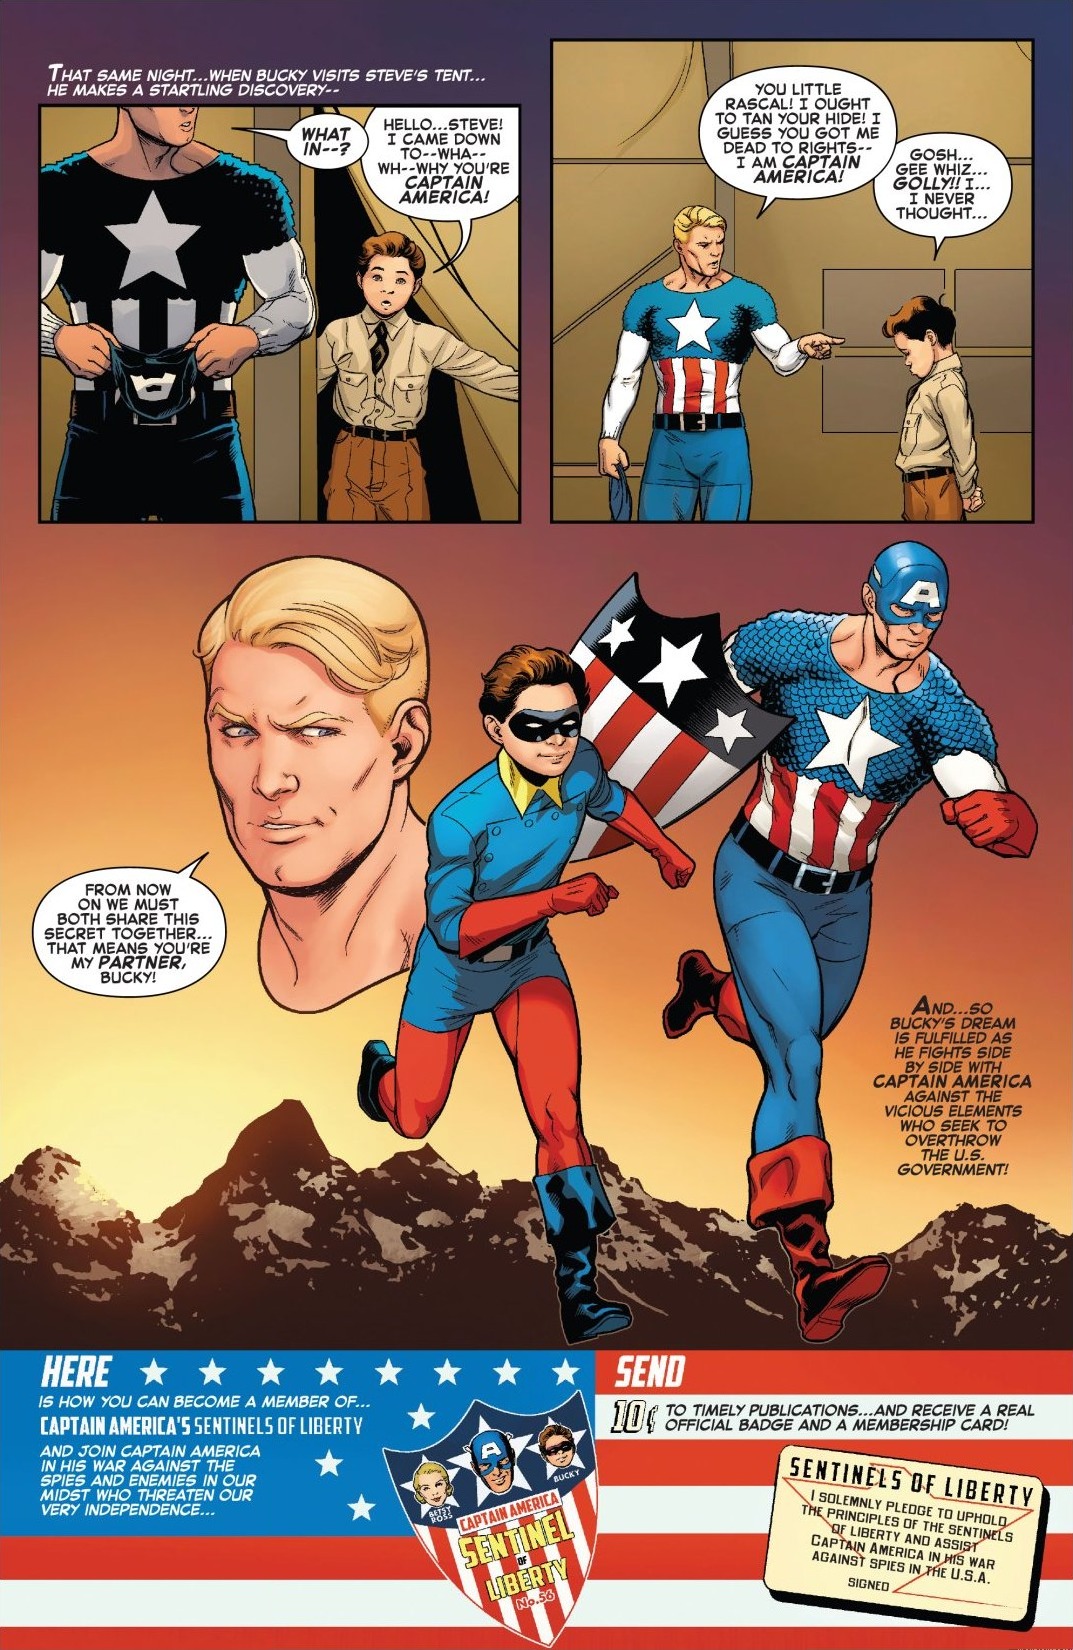 THAT SAME NIGHT...WHEN BUCKY VISITS STEVE'S TENT...
HE MAKES A STARTLING DISCOVERY--
WHAT
IN--?
HELLO...STEVE!
I CAME DOWN
TO--WHA--
WH--WHY YOU'RE
CAPTAIN
AMERICA!
YOU LITTLE
RASCAL! I OUGHT
TO TAN YOUR HIDE! I
GUESS YOU GOT ME
DEAD TO RIGHTS--
I AM CAPTAIN
AMERICA!
GOSH...
GEE WHIZ...
GOLLY!! I...
I NEVER
THOUGHT...
A
A
FROM NOW
ON WE MUST
BOTH SHARE THIS
SECRET TOGETHER...
THAT MEANS YOU'RE
MY PARTNER,
BUCKY!
AND...SO
BUCKY'S DREAM
IS FULFILLED AS
HE FIGHTS SIDE
BY SIDE WITH
CAPTAIN AMERICA
AGAINST THE
VICIOUS ELEMENTS
WHO SEEK TO
OVERTHROW
THE U.S.
GOVERNMENT!
HERE
IS HOW YOU CAN BECOME A MEMBER OF...
CAPTAIN AMERICA'S SENTINELS OF LIBERTY
AND JOIN CAPTAIN AMERICA
IN HIS WAR AGAINST THE
SPIES AND ENEMIES IN OUR
MIDST WHO THREATEN OUR
VERY INDEPENDENCE...
A
BETSY
ROSS
BUCKY
CAPTAIN AMERICA
SENTINEL
OF
LIBERTY
No.56
SEND
10¢ TO TIMELY PUBLICATIONS...AND RECEIVE A REAL
OFFICIAL BADGE AND A MEMBERSHIP CARD!
SENTINELS OF LIBERTY
I SOLEMNLY PLEDGE TO UPHOLD
THE PRINCIPLES OF THE SENTINELS
OF LIBERTY AND ASSIST
CAPTAIN AMERICA IN HIS WAR
AGAINST SPIES IN THE U.S.A.
SIGNED